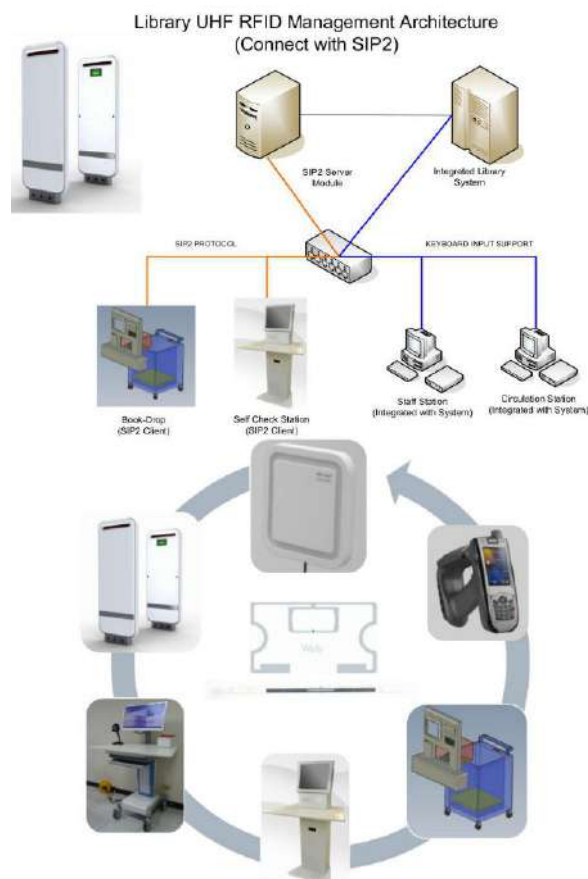 Library UHF RFID Management Architecture
(Connect with SIP2)
SIP2 Server
Module
Integrated Library
System
SIP2 PROTOCOL
KEYBOARD INPUT SUPPORT
Book-Drop
(SIP2 Client)
Self Check Station
(SIP2 Client)
Staff Station
(Integrated with System)
Circulation Station
(Integrated with System)